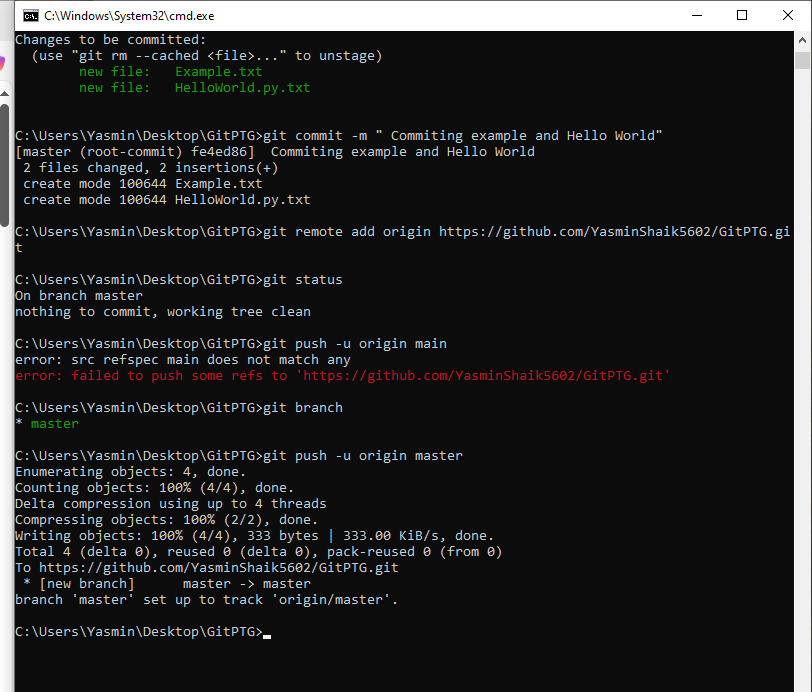 C:\Windows\System32\cmd.exe
Changes to be committed:
  (use "git rm --cached <file>..." to unstage)
        new file:   Example.txt
        new file:   HelloWorld.py.txt
C:\Users\Yasmin\Desktop\GitPTG>git commit -m " Commiting example and Hello World"
[master (root-commit) fe4ed86]  Commiting example and Hello World
 2 files changed, 2 insertions(+)
 create mode 100644 Example.txt
 create mode 100644 HelloWorld.py.txt
C:\Users\Yasmin\Desktop\GitPTG>git remote add origin https://github.com/YasminShaik5602/GitPTG.gi
t
C:\Users\Yasmin\Desktop\GitPTG>git status
On branch master
nothing to commit, working tree clean
C:\Users\Yasmin\Desktop\GitPTG>git push -u origin main
error: src refspec main does not match any
error: failed to push some refs to 'https://github.com/YasminShaik5602/GitPTG.git'
C:\Users\Yasmin\Desktop\GitPTG>git branch
* master
C:\Users\Yasmin\Desktop\GitPTG>git push -u origin master
Enumerating objects: 4, done.
Counting objects: 100% (4/4), done.
Delta compression using up to 4 threads
Compressing objects: 100% (2/2), done.
Writing objects: 100% (4/4), 333 bytes | 333.00 KiB/s, done.
Total 4 (delta 0), reused 0 (delta 0), pack-reused 0 (from 0)
To https://github.com/YasminShaik5602/GitPTG.git
 * [new branch]      master -> master
branch 'master' set up to track 'origin/master'.
C:\Users\Yasmin\Desktop\GitPTG>